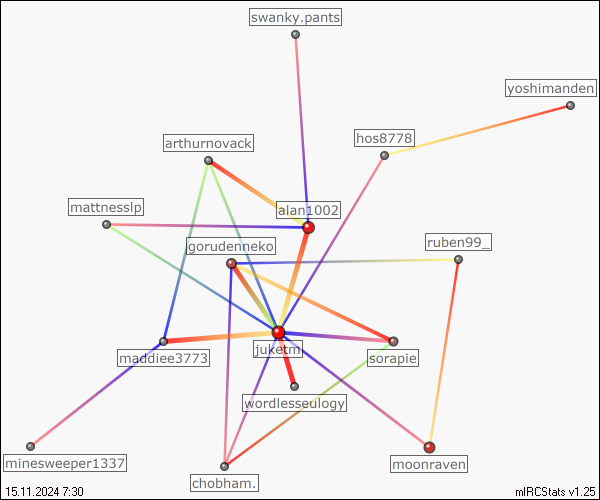 swanky.pants
yoshimanden
hos8778
arthurnovack
mattnesslp
alan1002
gorudenneko
ruben99_
juketm
maddiee3773
sorapie
wordlesseulogy
minesweeper1337
moonraven
chobham.
15.11.2024 7:30
mIRCStats v1.25